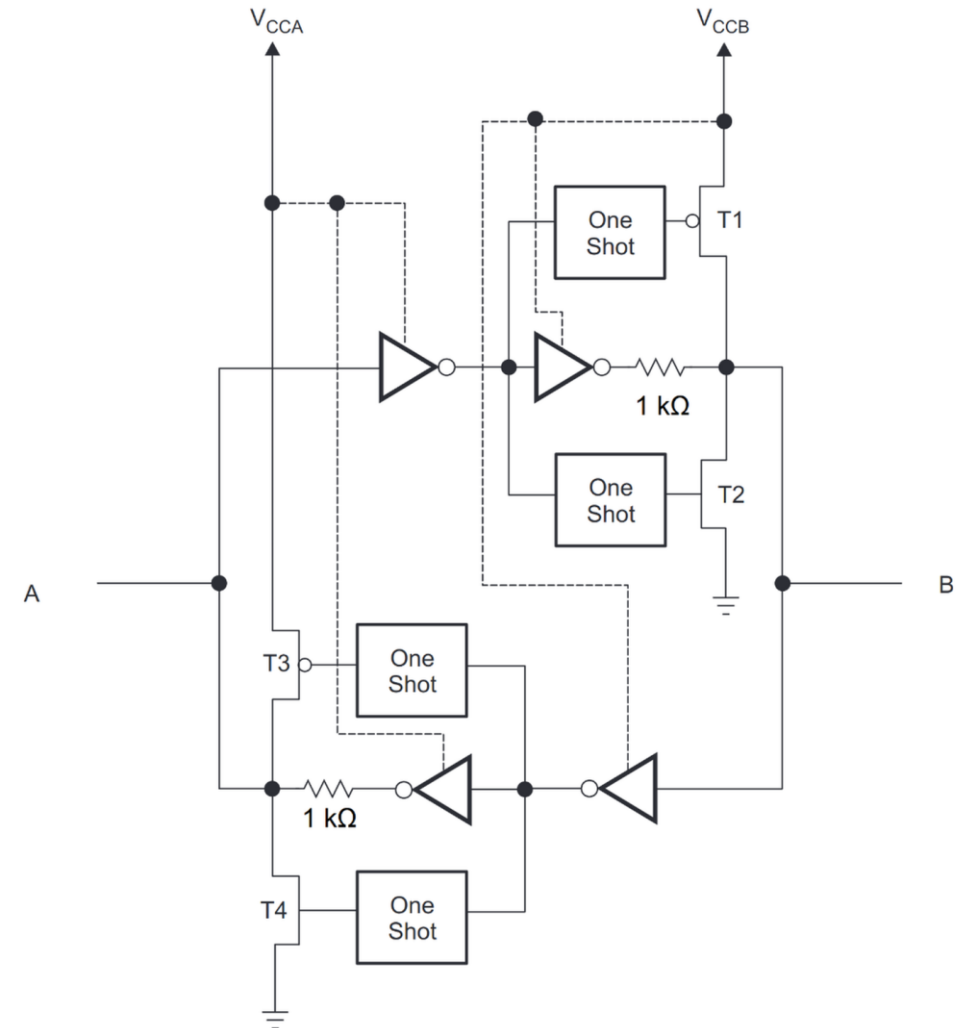 VCCA
VCCB
One
Shot
T1
1 kΩ
One
Shot
T2
A
B
T3
One
Shot
1 kΩ
T4
One
Shot